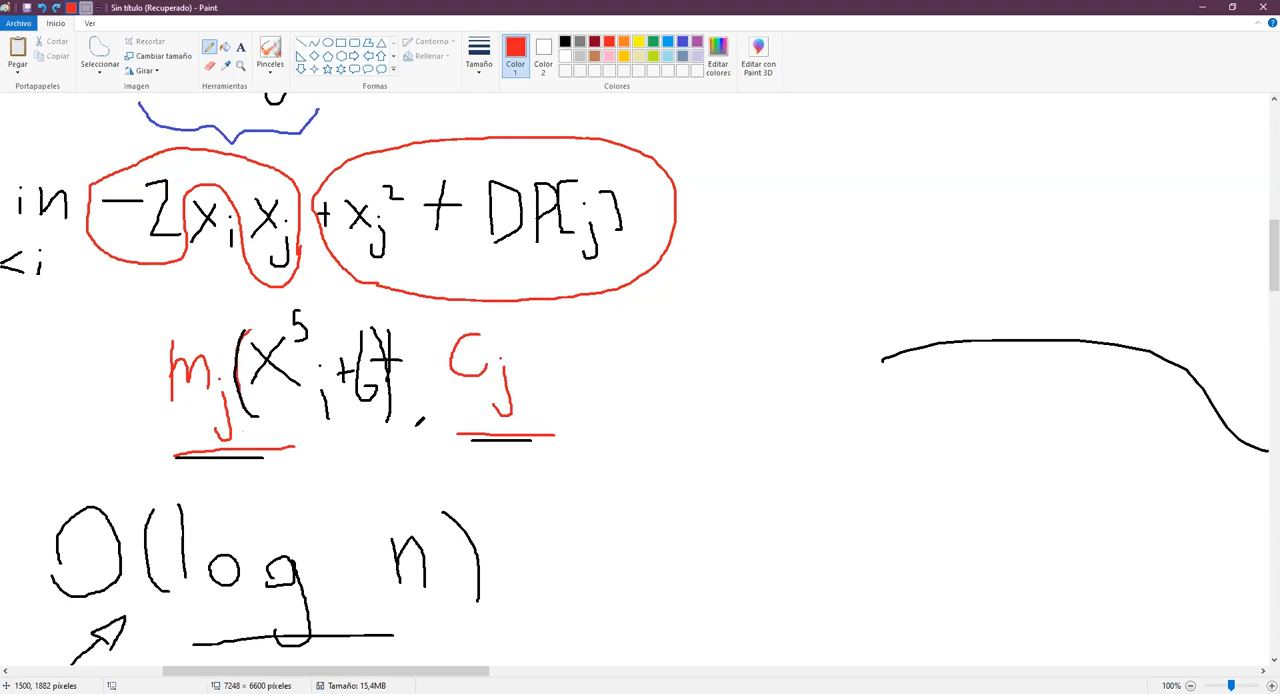 Sin título (Recuperado) - Paint
Archivo Inicio Ver
Pegar Cortar Copiar
Seleccionar Recortar Cambiar tamaño Girar
Pinceles
Contorno Rellenar
Tamaño
Color 1
Color 2
Editar colores
Editar con Paint 3D
Portapapeles Imagen Herramientas Formas Colores
in -2 xi xj + xj² + DP[j]
<i
mj (X⁵i + 6) + Cj
O(log n)
1500, 1882 píxeles 7248 × 6600 píxeles Tamaño: 15,4MB 100%